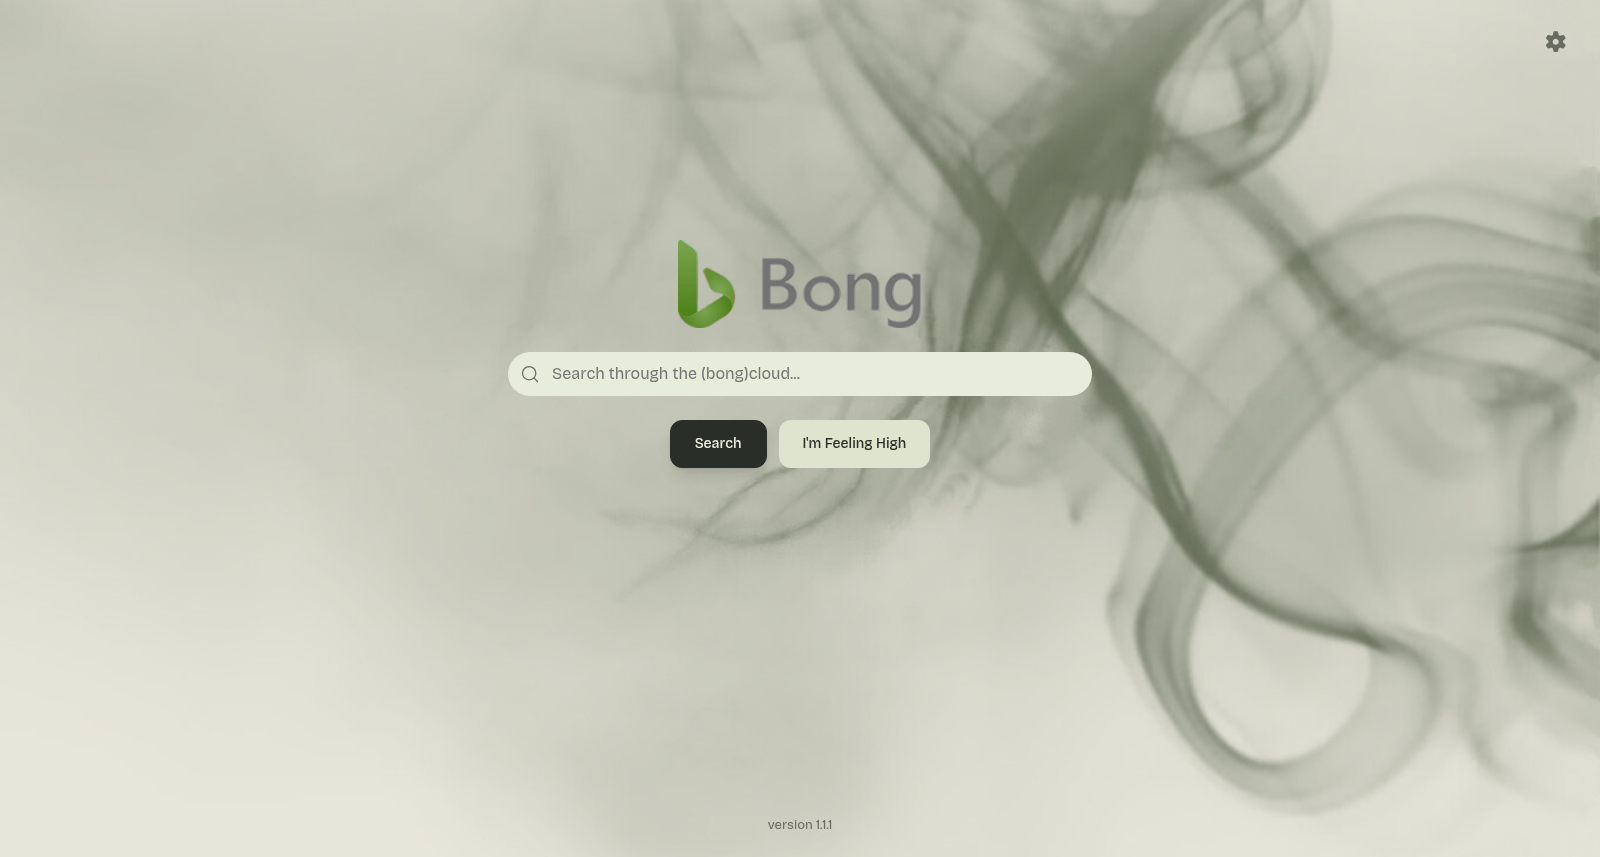 Bong
Search through the (bong)cloud...
Search
I'm Feeling High
version 1.1.1